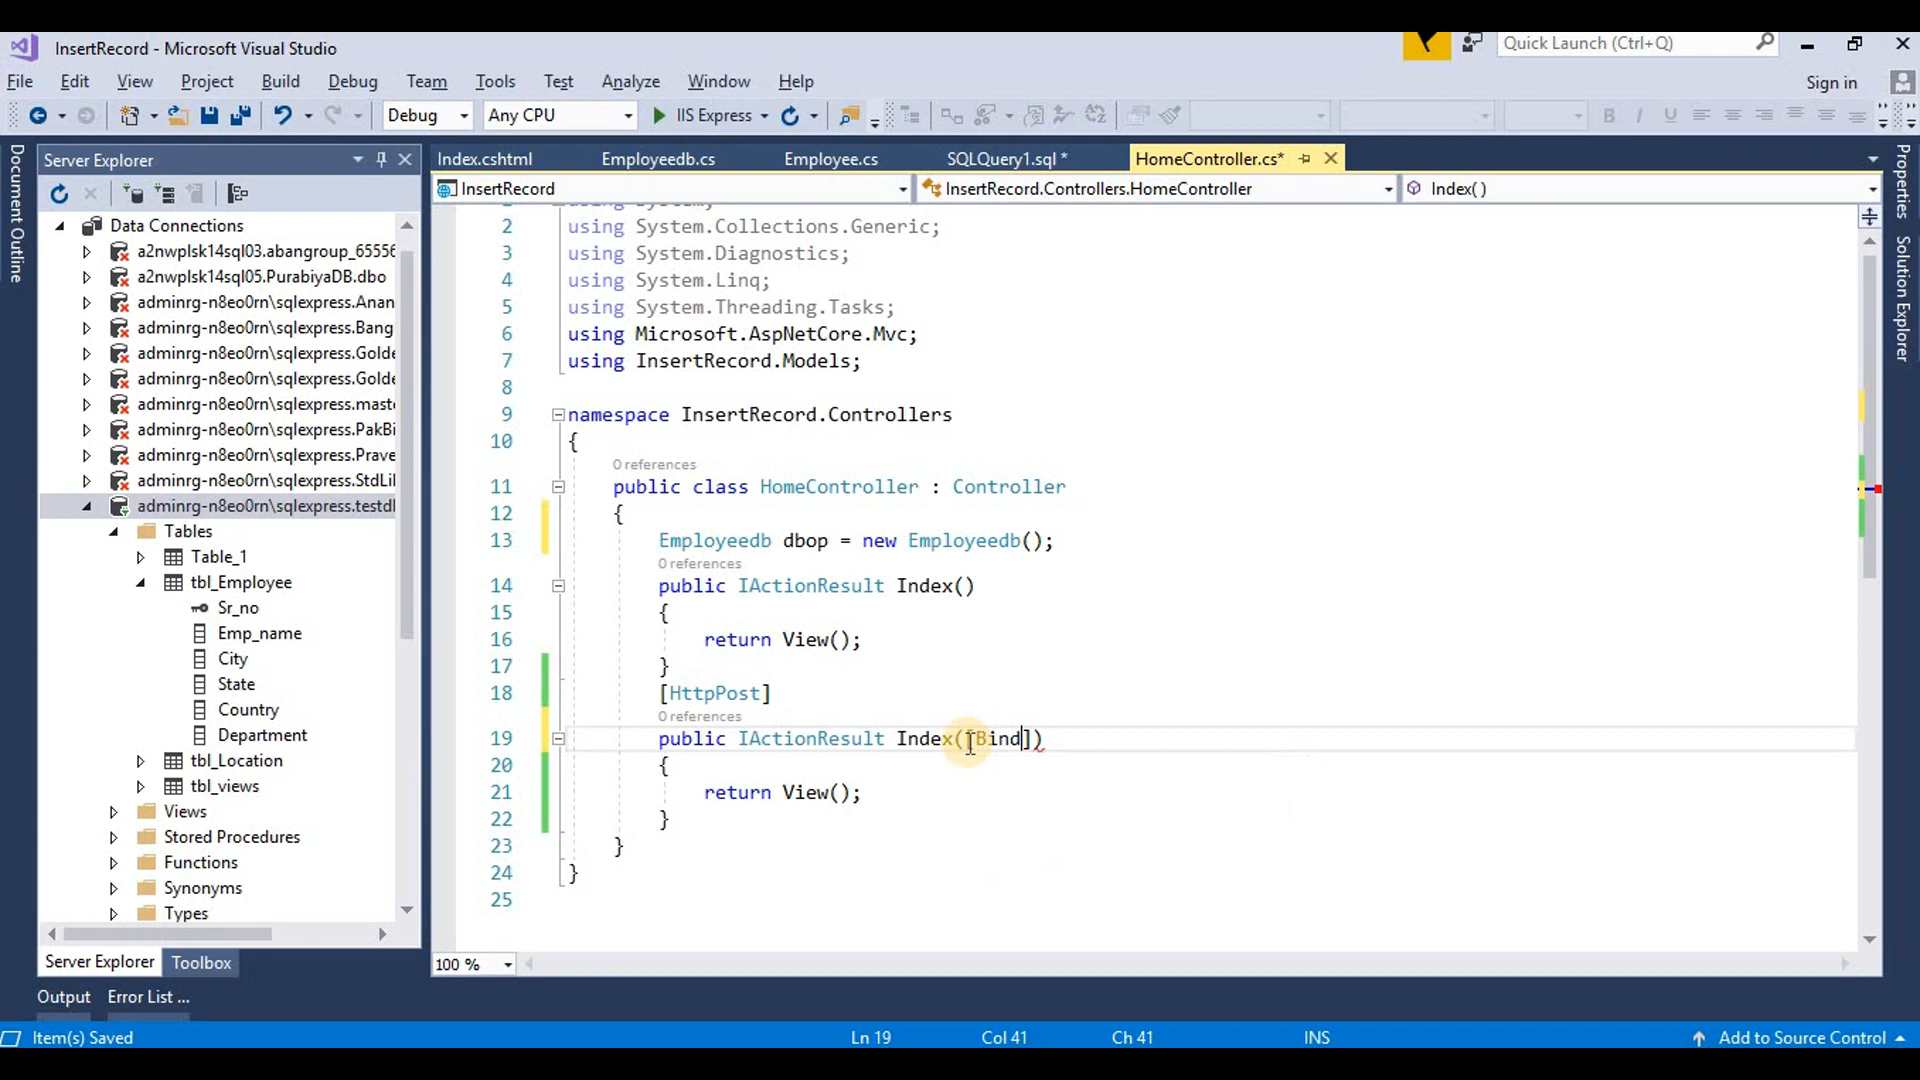 InsertRecord - Microsoft Visual Studio
Quick Launch (Ctrl+Q)
File Edit View Project Build Debug Team Tools Test Analyze Window Help
Sign in
Debug Any CPU IIS Express
Document Outline
Server Explorer
Data Connections
a2nwplsk14sql03.abangroup_65556
a2nwplsk14sql05.PurabiyaDB.dbo
adminrg-n8eo0rn\sqlexpress.Anan
adminrg-n8eo0rn\sqlexpress.Bang
adminrg-n8eo0rn\sqlexpress.Golde
adminrg-n8eo0rn\sqlexpress.Golde
adminrg-n8eo0rn\sqlexpress.mast
adminrg-n8eo0rn\sqlexpress.PakBi
adminrg-n8eo0rn\sqlexpress.Prave
adminrg-n8eo0rn\sqlexpress.StdLi
adminrg-n8eo0rn\sqlexpress.testd
Tables
Table_1
tbl_Employee
Sr_no
Emp_name
City
State
Country
Department
tbl_Location
tbl_views
Views
Stored Procedures
Functions
Synonyms
Types
Server Explorer Toolbox
Index.cshtml Employeedb.cs Employee.cs SQLQuery1.sql * HomeController.cs*
InsertRecord InsertRecord.Controllers.HomeController Index()
1 using System;
2 using System.Collections.Generic;
3 using System.Diagnostics;
4 using System.Linq;
5 using System.Threading.Tasks;
6 using Microsoft.AspNetCore.Mvc;
7 using InsertRecord.Models;
8
9 namespace InsertRecord.Controllers
10 {
0 references
11 public class HomeController : Controller
12 {
13 Employeedb dbop = new Employeedb();
0 references
14 public IActionResult Index()
15 {
16 return View();
17 }
18 [HttpPost]
0 references
19 public IActionResult Index([Bind])
20 {
21 return View();
22 }
23 }
24 }
25
100 %
Properties
Solution Explorer
Output Error List ...
Item(s) Saved Ln 19 Col 41 Ch 41 INS Add to Source Control